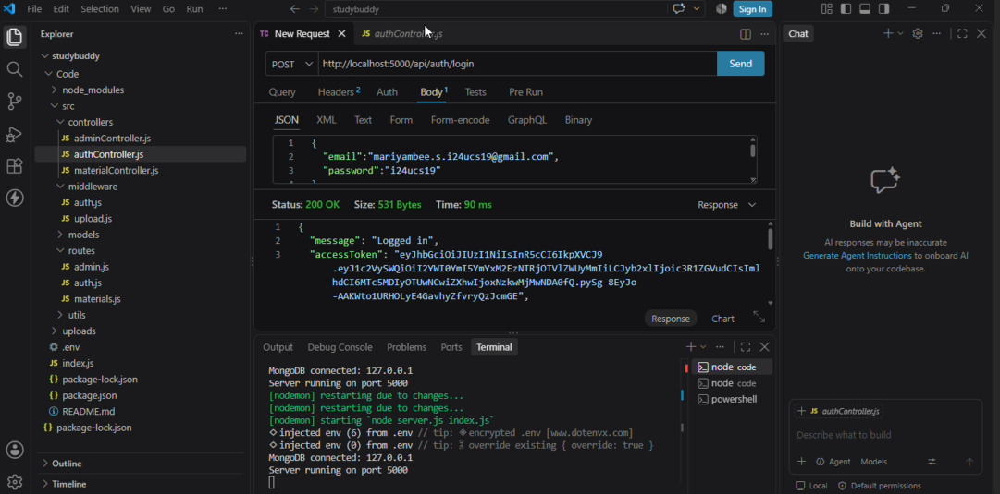 File Edit Selection View Go Run ··· studybuddy Sign In
Explorer ···
studybuddy
Code
node_modules
src
controllers
JS adminController.js
JS authController.js
JS materialController.js
middleware
JS auth.js
JS upload.js
models
routes
JS admin.js
JS auth.js
JS materials.js
utils
uploads
.env
JS index.js
{} package-lock.json
{} package.json
README.md
{} package-lock.json
Outline
Timeline
TC New Request JS authController.js ···
POST http://localhost:5000/api/auth/login Send
Query Headers 2 Auth Body 1 Tests Pre Run
JSON XML Text Form Form-encode GraphQL Binary
1 {
2 "email":"mariyambee.s.i24ucs19@gmail.com",
3 "password":"i24ucs19"
Status: 200 OK Size: 531 Bytes Time: 90 ms Response
1 {
2 "message": "Logged in",
3 "accessToken": "eyJhbGciOiJIUzI1NiIsInR5cCI6IkpXVCJ9
.eyJ1c2VySWQiOiI2YWI0YmI5YmYxM2EzNTRjOTVlZWUyMmIiLCJyb2xlIjoic3R1ZGVudCIsIml
hdCI6MTc5MDIyOTUwNCwiZXhwIjoxNzkwMjMwNDA0fQ.py5g-8EyJo
-AAKWto1URHOLyE4GavhyZfvryQzJcmGE",
Response Chart
Output Debug Console Problems Ports Terminal
MongoDB connected: 127.0.0.1
Server running on port 5000
[nodemon] restarting due to changes...
[nodemon] restarting due to changes...
[nodemon] starting `node server.js index.js`
injected env (6) from .env // tip: encrypted .env [www.dotenvx.com]
injected env (0) from .env // tip: override existing { override: true }
MongoDB connected: 127.0.0.1
Server running on port 5000
node code
node code
powershell
Chat
Build with Agent
AI responses may be inaccurate
Generate Agent Instructions to onboard AI
onto your codebase.
JS authController.js
Describe what to build
Agent Models
Local Default permissions